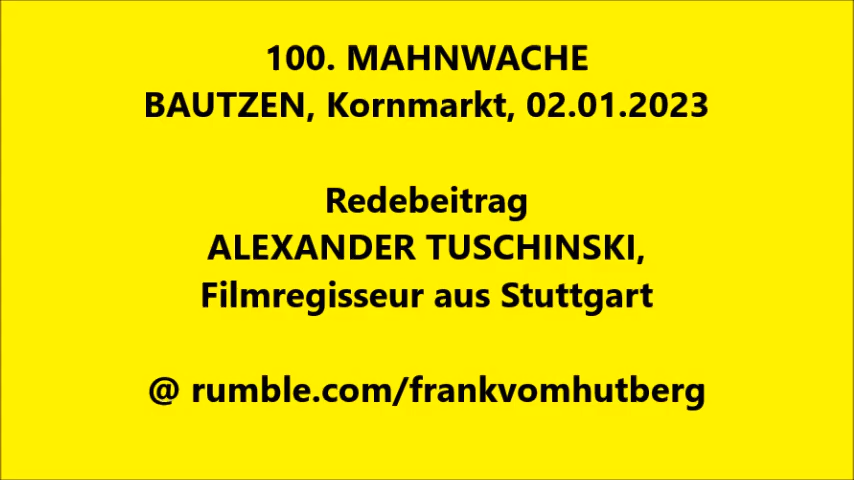 100. MAHNWACHE
BAUTZEN, Kornmarkt, 02.01.2023
Redebeitrag
ALEXANDER TUSCHINSKI,
Filmregisseur aus Stuttgart
@ rumble.com/frankvomhutberg